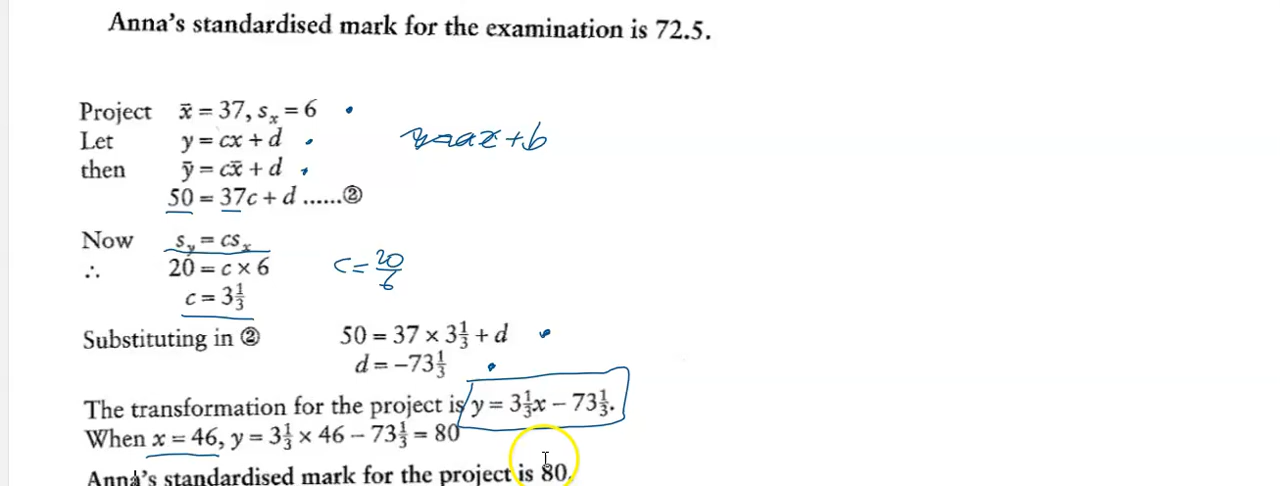 Anna's standardised mark for the examination is 72.5.
Project x̄ = 37, sₓ = 6
Let y = cx + d
y=ax+b
then ȳ = cx̄ + d
50 = 37c + d ......②
Now s_y = csₓ
∴ 20 = c × 6
c = 20/6
c = 3⅓
Substituting in ② 50 = 37 × 3⅓ + d
d = −73⅓
The transformation for the project is y = 3⅓x − 73⅓.
When x = 46, y = 3⅓ × 46 − 73⅓ = 80
Anna's standardised mark for the project is 80.